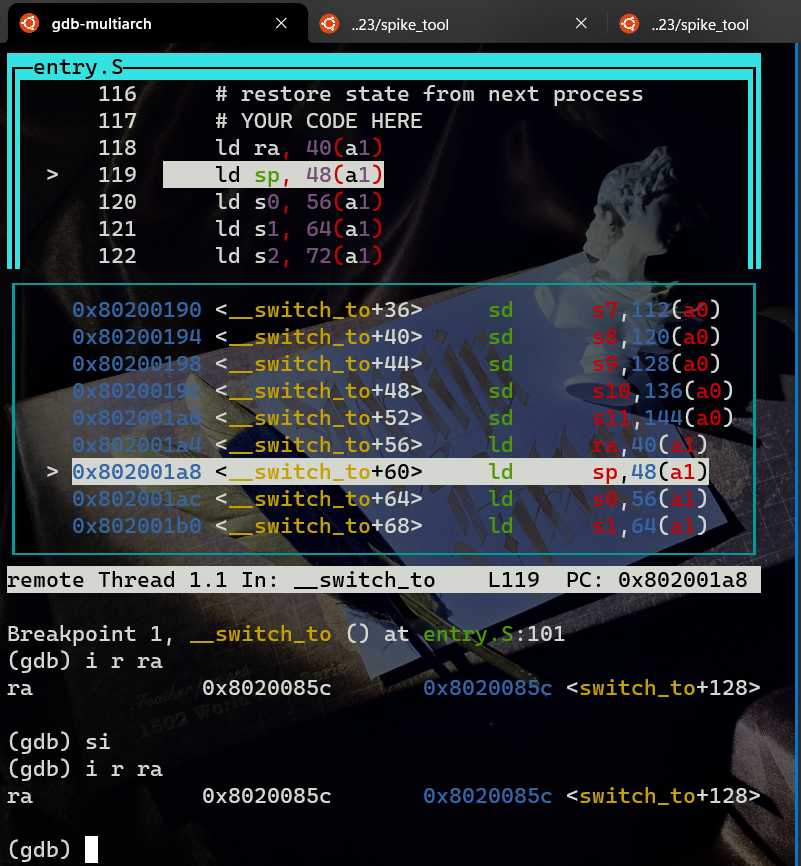 gdb-multiarch
..23/spike_tool
..23/spike_tool
entry.S
116 # restore state from next process
117 # YOUR CODE HERE
118 ld ra, 40(a1)
> 119 ld sp, 48(a1)
120 ld s0, 56(a1)
121 ld s1, 64(a1)
122 ld s2, 72(a1)
0x80200190 <__switch_to+36> sd s7,112(a0)
0x80200194 <__switch_to+40> sd s8,120(a0)
0x80200198 <__switch_to+44> sd s9,128(a0)
0x8020019c <__switch_to+48> sd s10,136(a0)
0x802001a0 <__switch_to+52> sd s11,144(a0)
0x802001a4 <__switch_to+56> ld ra,40(a1)
> 0x802001a8 <__switch_to+60> ld sp,48(a1)
0x802001ac <__switch_to+64> ld s0,56(a1)
0x802001b0 <__switch_to+68> ld s1,64(a1)
remote Thread 1.1 In: __switch_to L119 PC: 0x802001a8
Breakpoint 1, __switch_to () at entry.S:101
(gdb) i r ra
ra 0x8020085c 0x8020085c <switch_to+128>
(gdb) si
(gdb) i r ra
ra 0x8020085c 0x8020085c <switch_to+128>
(gdb)